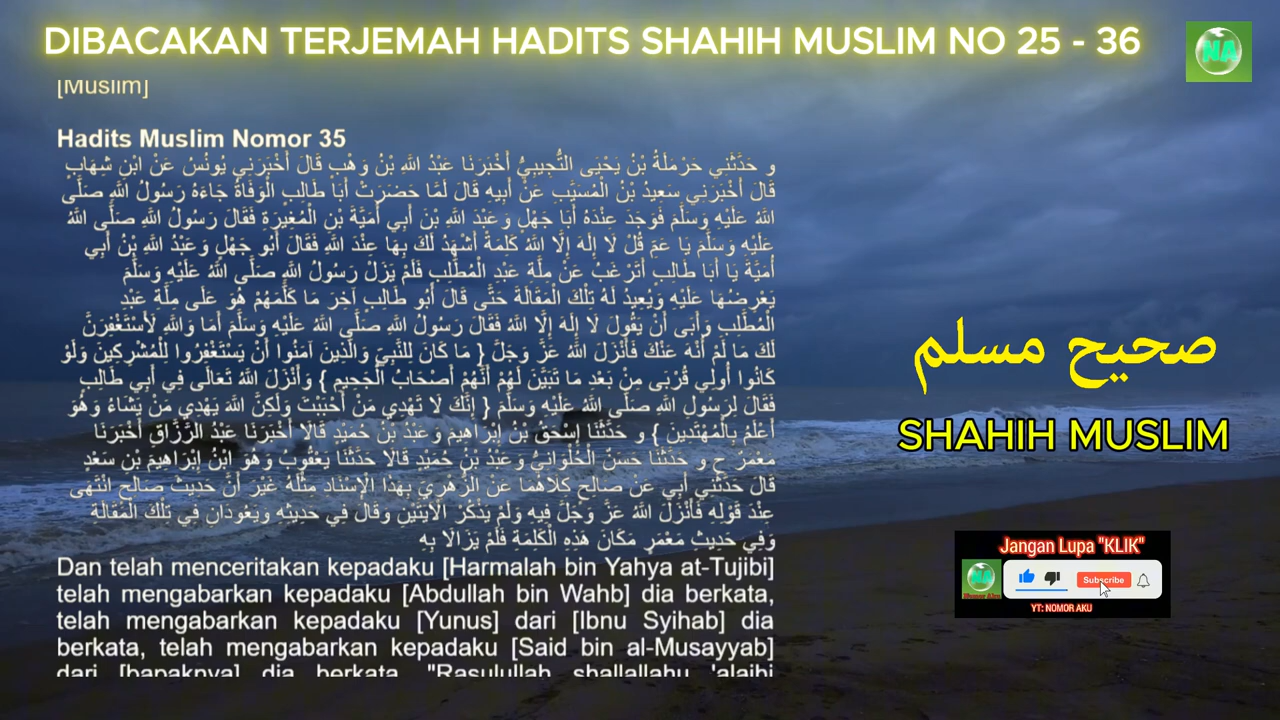 DIBACAKAN TERJEMAH HADITS SHAHIH MUSLIM NO 25 - 36
NA
[Muslim]
Hadits Muslim Nomor 35
و حَدَّثَنِي حَرْمَلَةُ بْنُ يَحْيَى التُّجِيبِيُّ أَخْبَرَنَا عَبْدُ اللَّهِ بْنُ وَهْبٍ قَالَ أَخْبَرَنِي يُونُسُ عَنْ ابْنِ شِهَابٍ
قَالَ أَخْبَرَنِي سَعِيدُ بْنُ الْمُسَيَّبِ عَنْ أَبِيهِ قَالَ لَمَّا حَضَرَتْ أَبَا طَالِبٍ الْوَفَاةُ جَاءَهُ رَسُولُ اللَّهِ صَلَّى
اللَّهُ عَلَيْهِ وَسَلَّمَ فَوَجَدَ عِنْدَهُ أَبَا جَهْلٍ وَعَبْدَ اللَّهِ بْنَ أَبِي أُمَيَّةَ بْنِ الْمُغِيرَةِ فَقَالَ رَسُولُ اللَّهِ صَلَّى اللَّهُ
عَلَيْهِ وَسَلَّمَ يَا عَمِّ قُلْ لَا إِلَهَ إِلَّا اللَّهُ كَلِمَةً أَشْهَدُ لَكَ بِهَا عِنْدَ اللَّهِ فَقَالَ أَبُو جَهْلٍ وَعَبْدُ اللَّهِ بْنُ أَبِي
أُمَيَّةَ يَا أَبَا طَالِبٍ أَتَرْغَبُ عَنْ مِلَّةِ عَبْدِ الْمُطَّلِبِ فَلَمْ يَزَلْ رَسُولُ اللَّهِ صَلَّى اللَّهُ عَلَيْهِ وَسَلَّمَ
يَعْرِضُهَا عَلَيْهِ وَيُعِيدُ لَهُ تِلْكَ الْمَقَالَةَ حَتَّى قَالَ أَبُو طَالِبٍ آخِرَ مَا كَلَّمَهُمْ هُوَ عَلَى مِلَّةِ عَبْدِ
الْمُطَّلِبِ وَأَبَى أَنْ يَقُولَ لَا إِلَهَ إِلَّا اللَّهُ فَقَالَ رَسُولُ اللَّهِ صَلَّى اللَّهُ عَلَيْهِ وَسَلَّمَ أَمَا وَاللَّهِ لَأَسْتَغْفِرَنَّ
لَكَ مَا لَمْ أُنْهَ عَنْكَ فَأَنْزَلَ اللَّهُ عَزَّ وَجَلَّ { مَا كَانَ لِلنَّبِيِّ وَالَّذِينَ آمَنُوا أَنْ يَسْتَغْفِرُوا لِلْمُشْرِكِينَ وَلَوْ
كَانُوا أُولِي قُرْبَى مِنْ بَعْدِ مَا تَبَيَّنَ لَهُمْ أَنَّهُمْ أَصْحَابُ الْجَحِيمِ } وَأَنْزَلَ اللَّهُ تَعَالَى فِي أَبِي طَالِبٍ
فَقَالَ لِرَسُولِ اللَّهِ صَلَّى اللَّهُ عَلَيْهِ وَسَلَّمَ { إِنَّكَ لَا تَهْدِي مَنْ أَحْبَبْتَ وَلَكِنَّ اللَّهَ يَهْدِي مَنْ يَشَاءُ وَهُوَ
أَعْلَمُ بِالْمُهْتَدِينَ } و حَدَّثَنَا إِسْحَقُ بْنُ إِبْرَاهِيمَ وَعَبْدُ بْنُ حُمَيْدٍ قَالَا أَخْبَرَنَا عَبْدُ الرَّزَّاقِ أَخْبَرَنَا
مَعْمَرٌ ح و حَدَّثَنَا حَسَنٌ الْحُلْوَانِيُّ وَعَبْدُ بْنُ حُمَيْدٍ قَالَا حَدَّثَنَا يَعْقُوبُ وَهُوَ ابْنُ إِبْرَاهِيمَ بْنِ سَعْدٍ
قَالَ حَدَّثَنِي أَبِي عَنْ صَالِحٍ كِلَاهُمَا عَنْ الزُّهْرِيِّ بِهَذَا الْإِسْنَادِ مِثْلَهُ غَيْرَ أَنَّ حَدِيثَ صَالِحٍ انْتَهَى
عِنْدَ قَوْلِهِ فَأَنْزَلَ اللَّهُ عَزَّ وَجَلَّ فِيهِ وَلَمْ يَذْكُرْ الْآيَتَيْنِ وَقَالَ فِي حَدِيثِهِ وَيَعُودَانِ فِي تِلْكَ الْمَقَالَةِ
وَفِي حَدِيثِ مَعْمَرٍ مَكَانَ هَذِهِ الْكَلِمَةِ فَلَمْ يَزَالَا بِهِ
Dan telah menceritakan kepadaku [Harmalah bin Yahya at-Tujibi]
telah mengabarkan kepadaku [Abdullah bin Wahb] dia berkata,
telah mengabarkan kepadaku [Yunus] dari [Ibnu Syihab] dia
berkata, telah mengabarkan kepadaku [Said bin al-Musayyab]
dari [bapaknya] dia berkata, "Rasulullah shallallahu 'alaihi
صحيح مسلم
SHAHIH MUSLIM
Jangan Lupa "KLIK"
NA
Nomor Aku
Subscribe
YT: NOMOR AKU